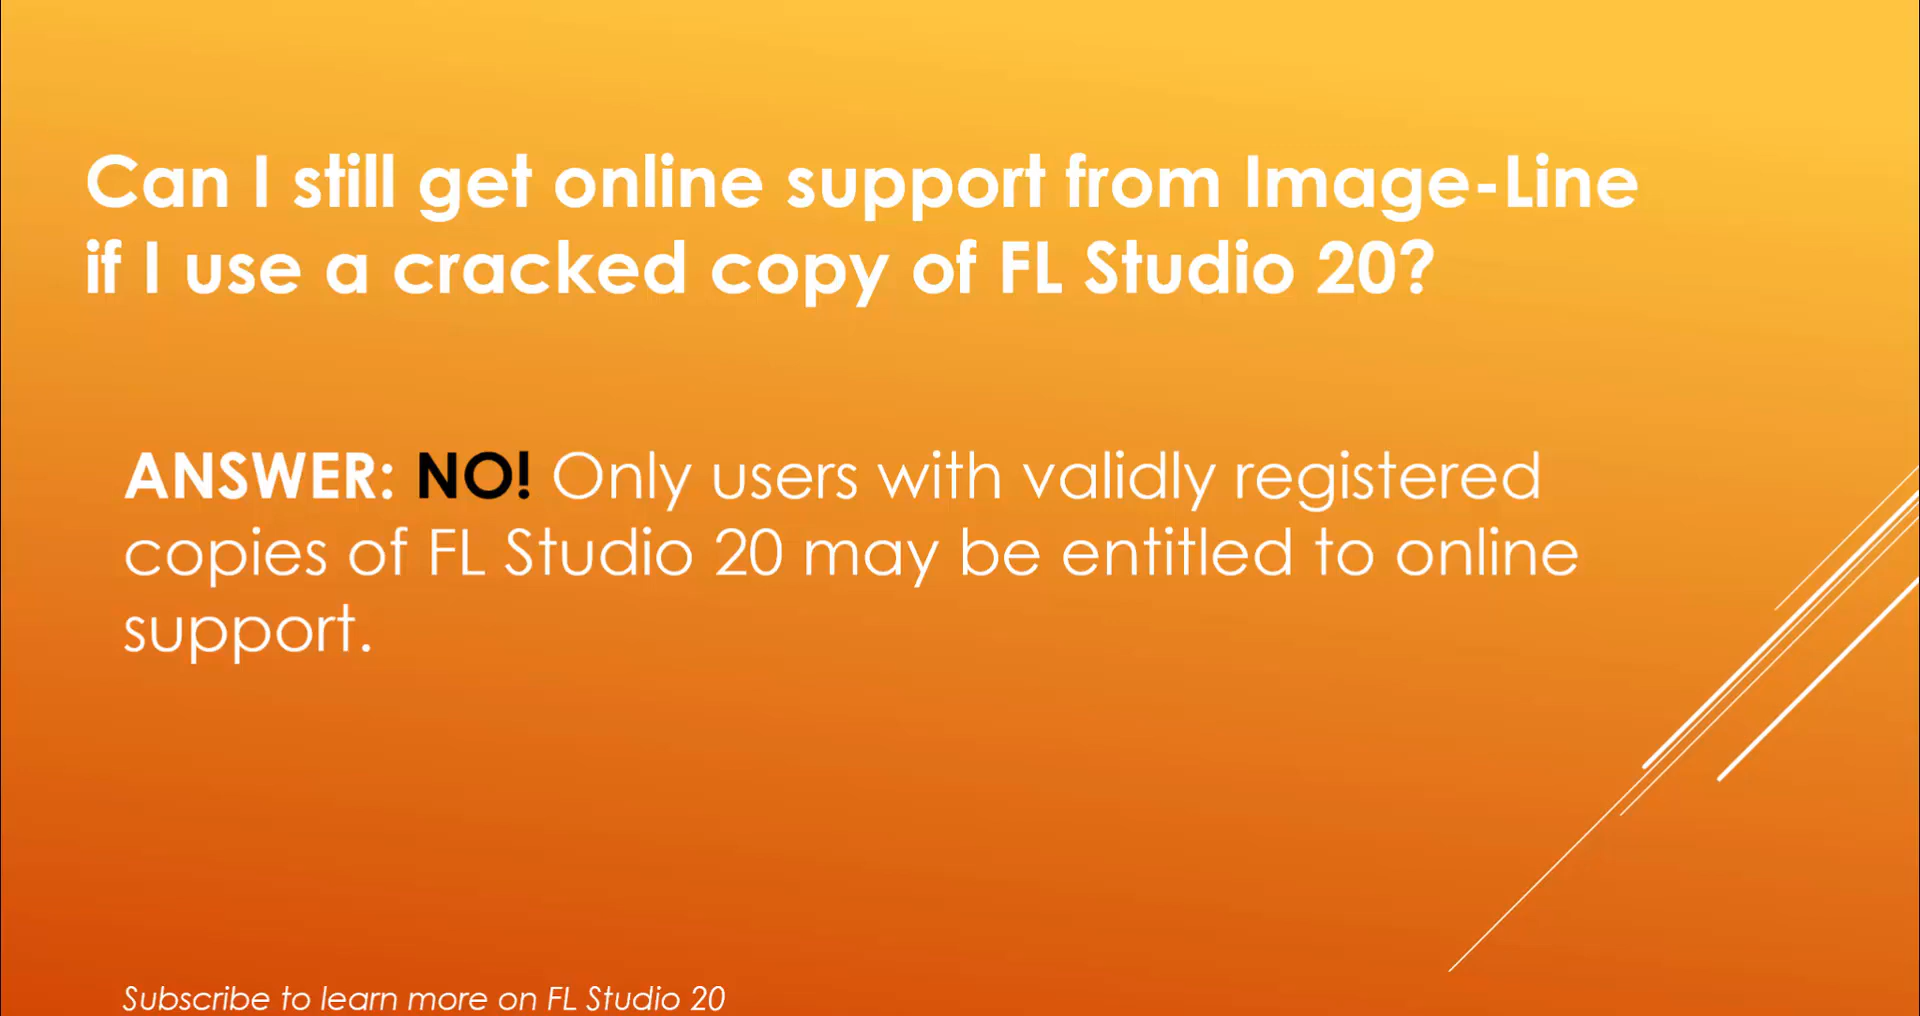 Can I still get online support from Image-Line
if I use a cracked copy of FL Studio 20?
ANSWER: NO! Only users with validly registered
copies of FL Studio 20 may be entitled to online
support.
Subscribe to learn more on FL Studio 20